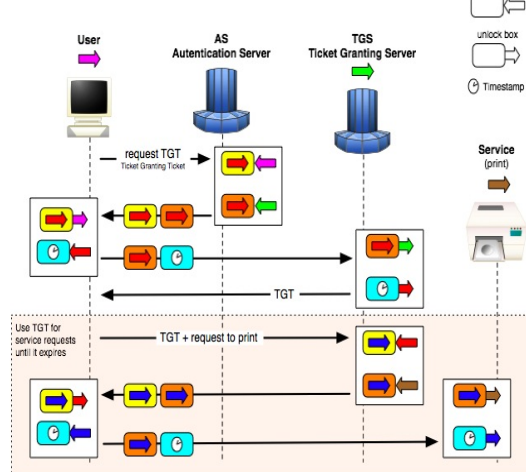 User
AS
Autentication Server
TGS
Ticket Granting Server
unlock box
Timestamp
Service
(print)
request TGT
Ticket Granting Ticket
TGT
Use TGT for
service requests
until it expires
TGT + request to print